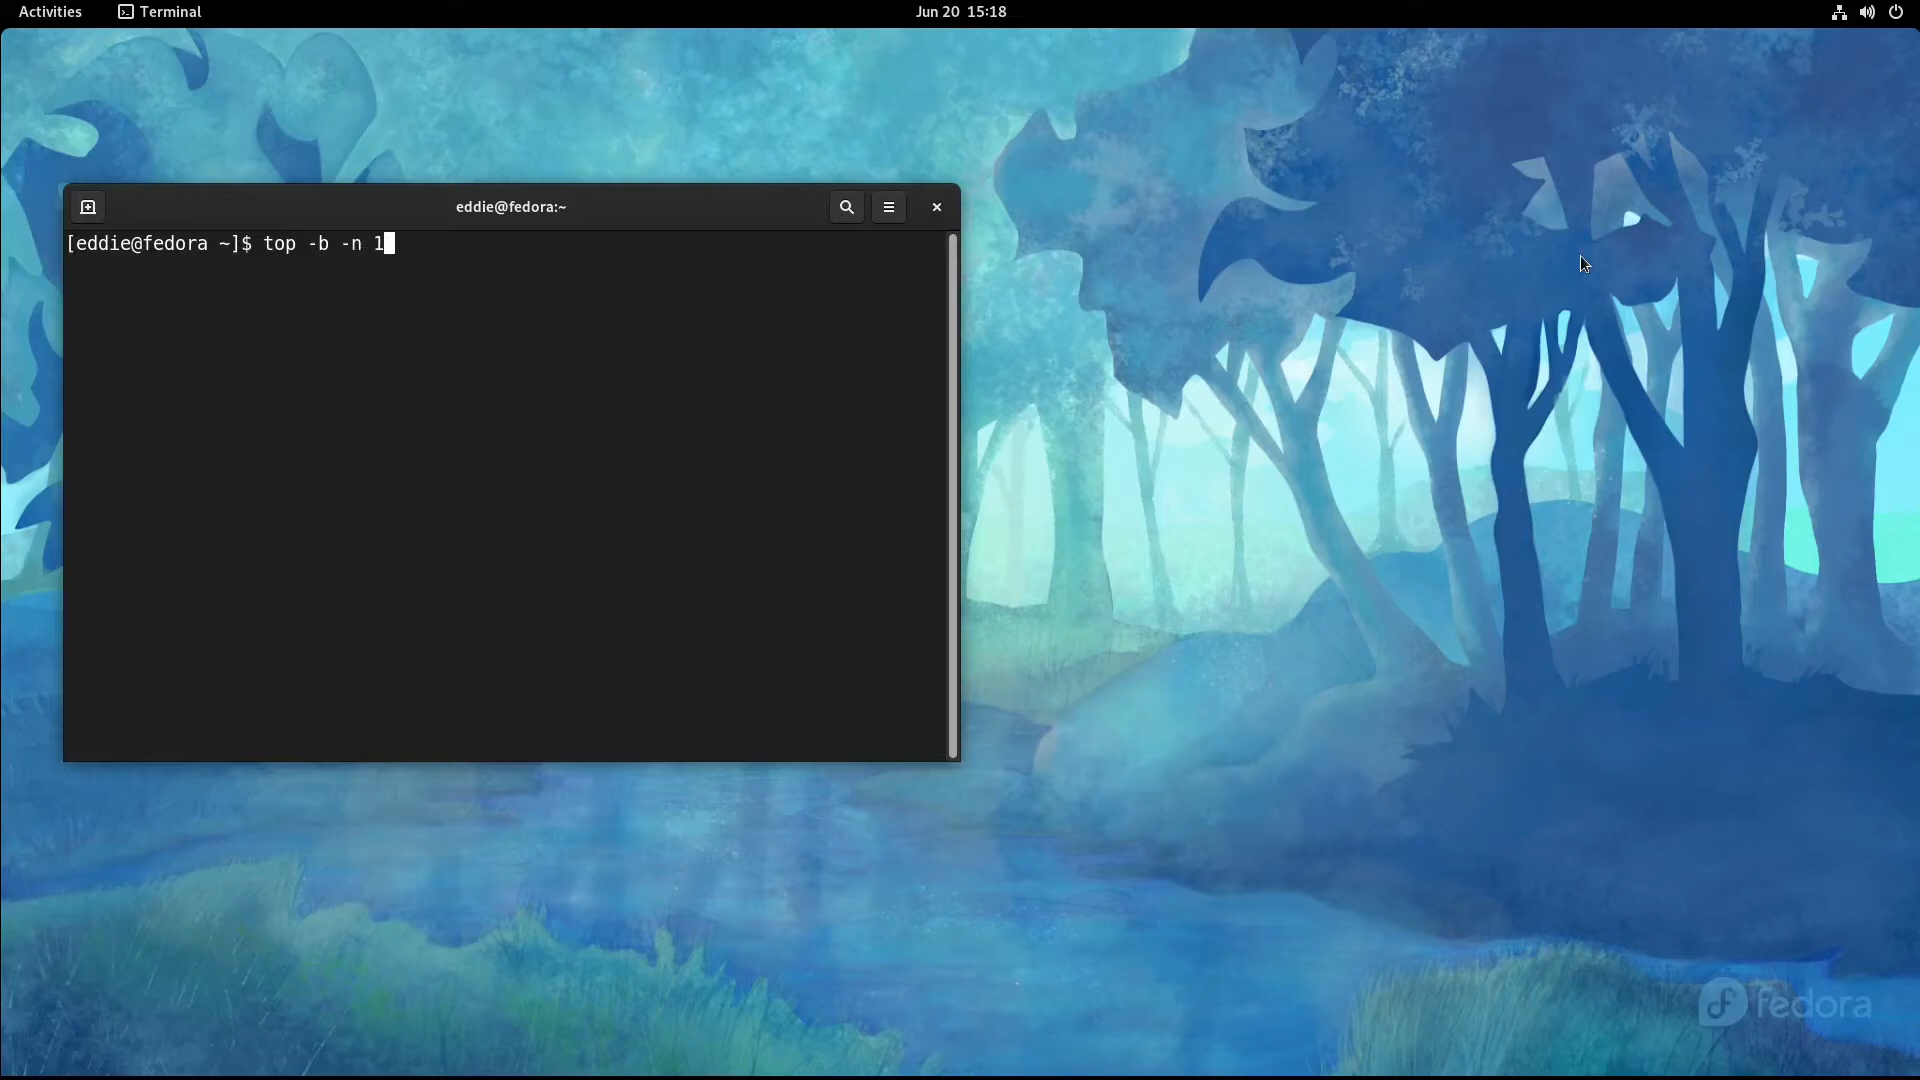 Activities Terminal Jun 20 15:18
eddie@fedora:~
[eddie@fedora ~]$ top -b -n 1
fedora